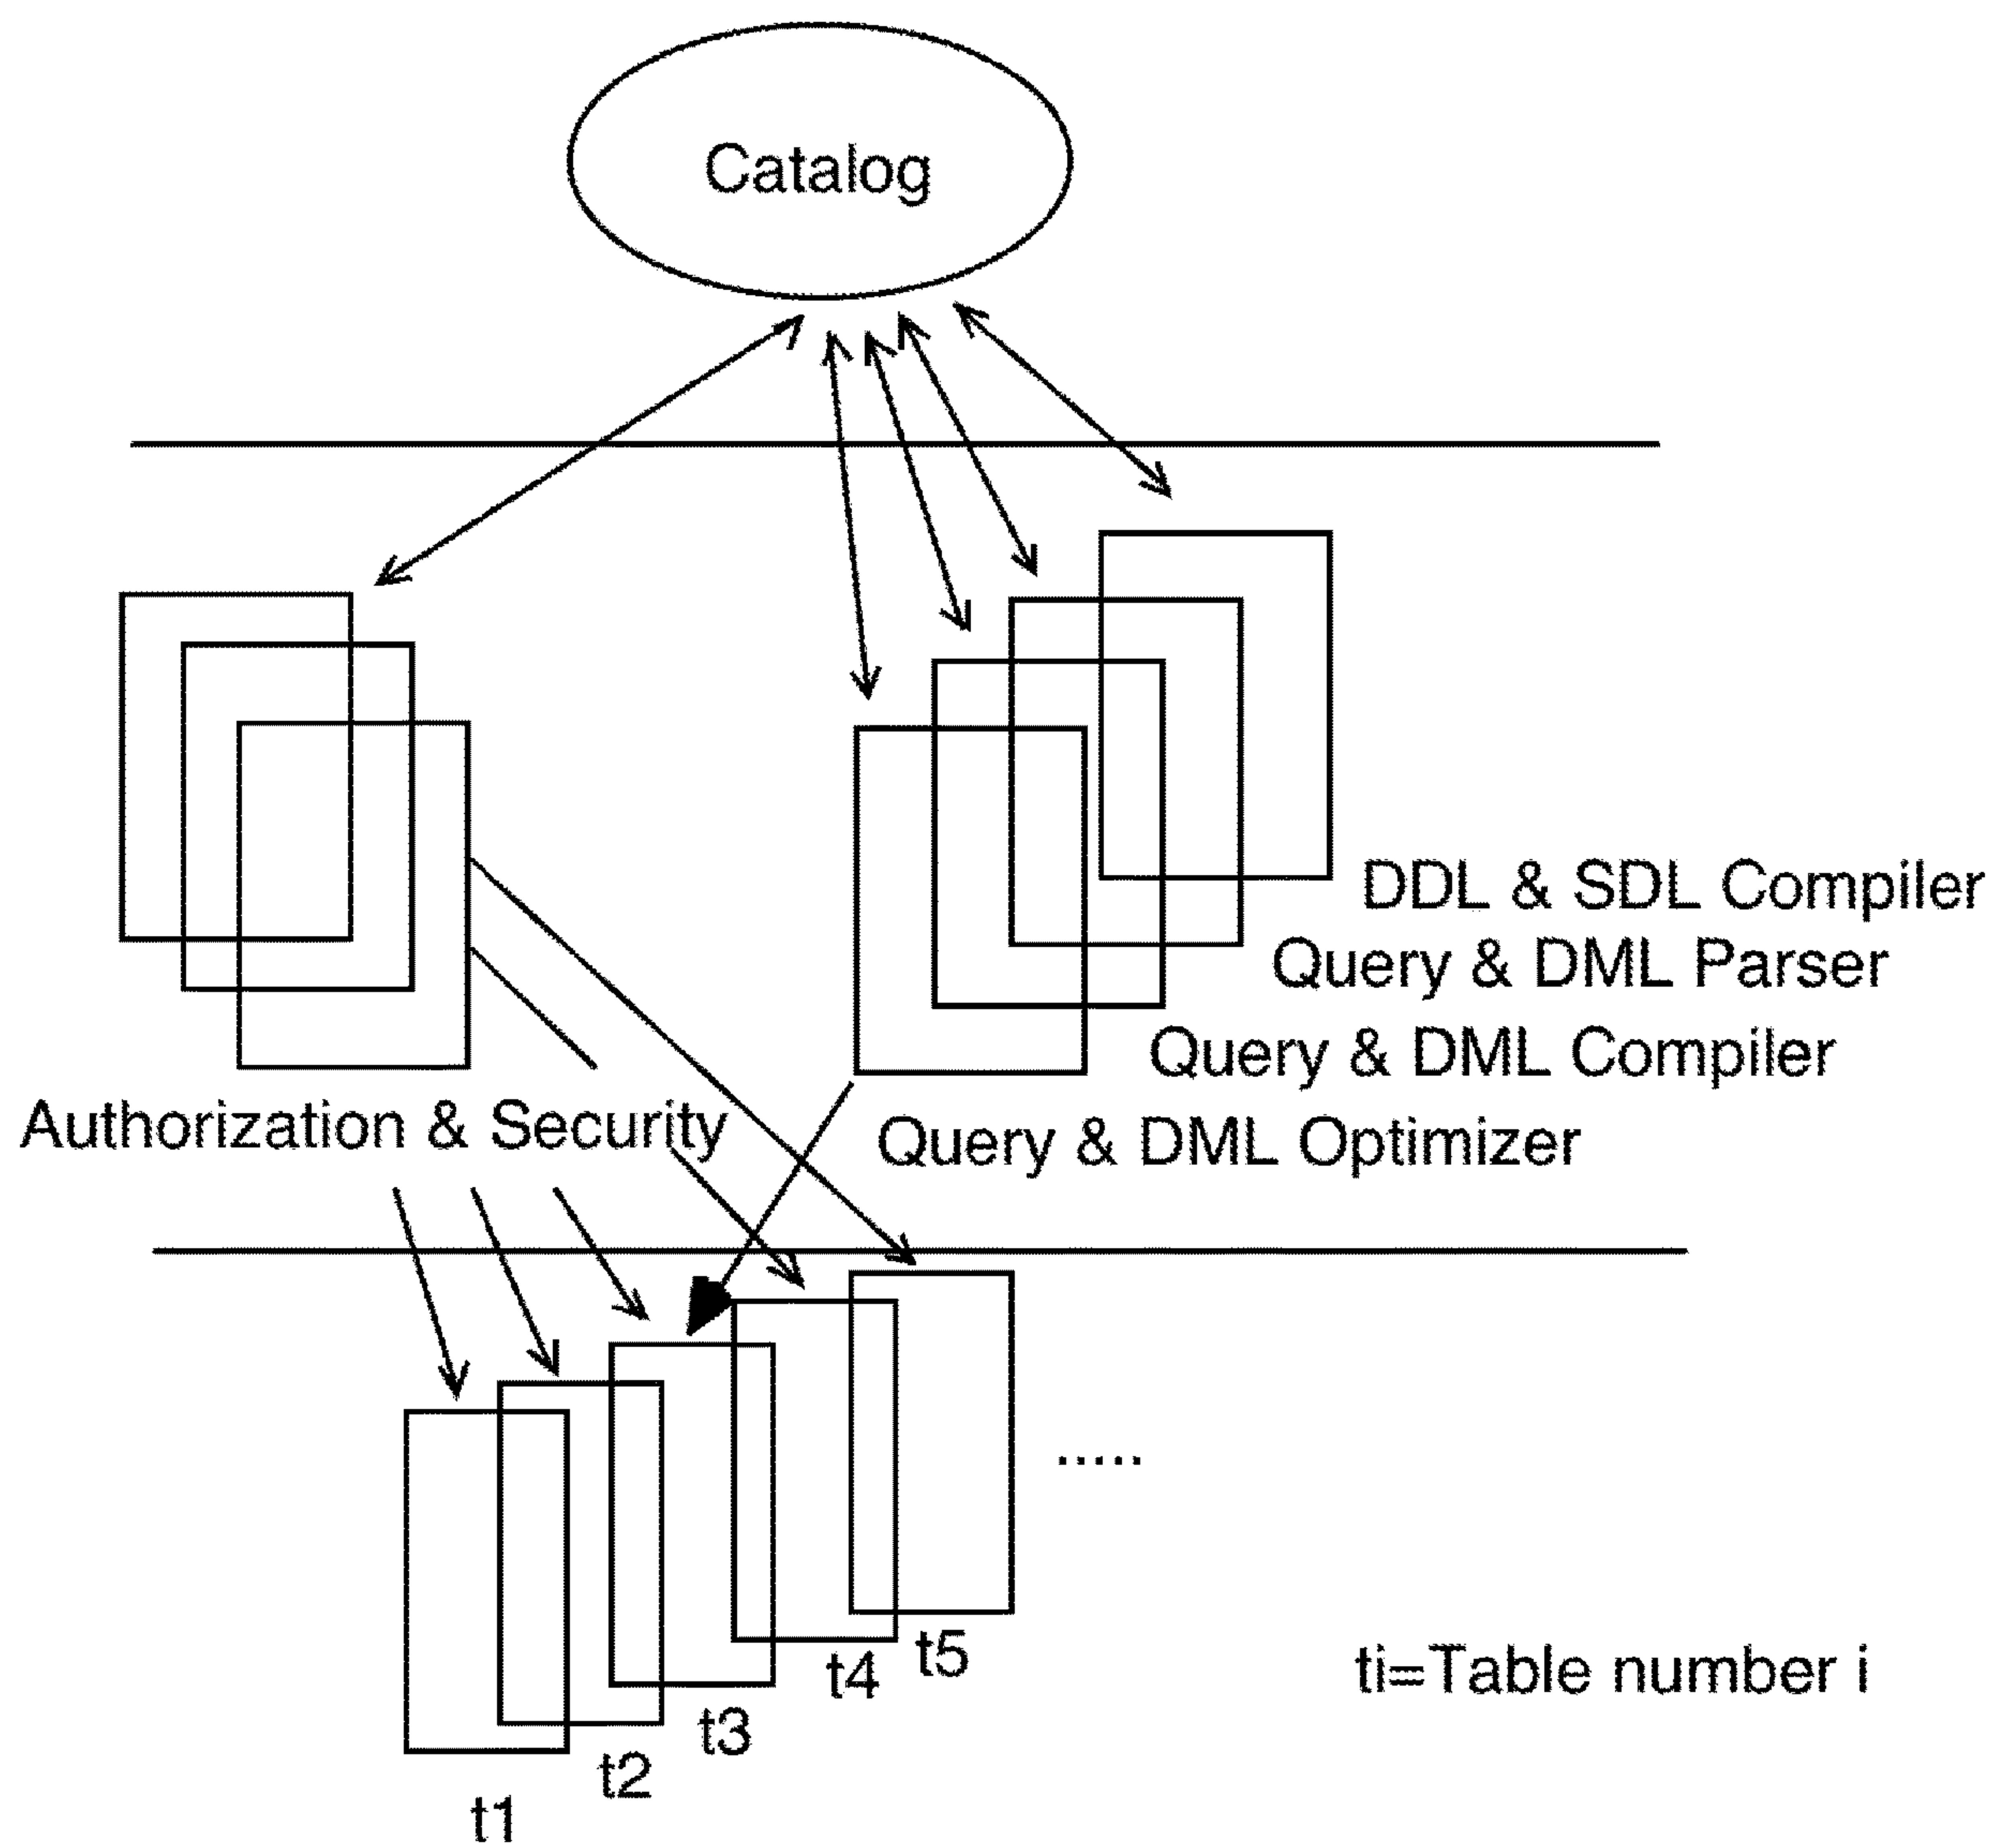 Catalog
DDL & SDL Compiler
Query & DML Parser
Query & DML Compiler
Authorization & Security
Query & DML Optimizer
.....
t5
t4
ti=Table number i
t3
t2
t1